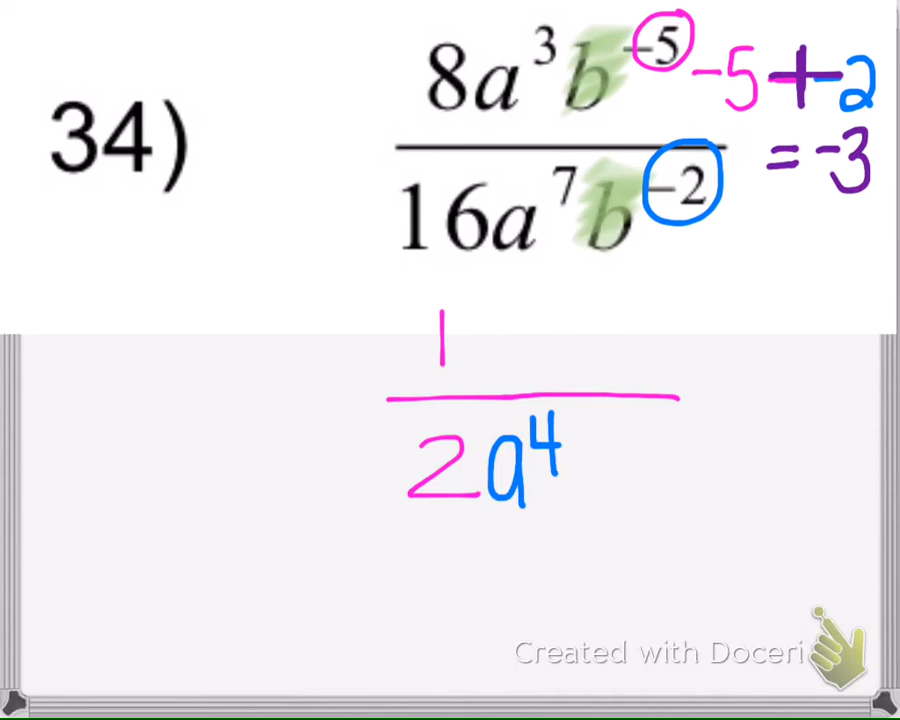 34) 8a³b⁻⁵ -5 + 2
16a⁷b⁻² = -3
1
2a⁴
Created with Doceri